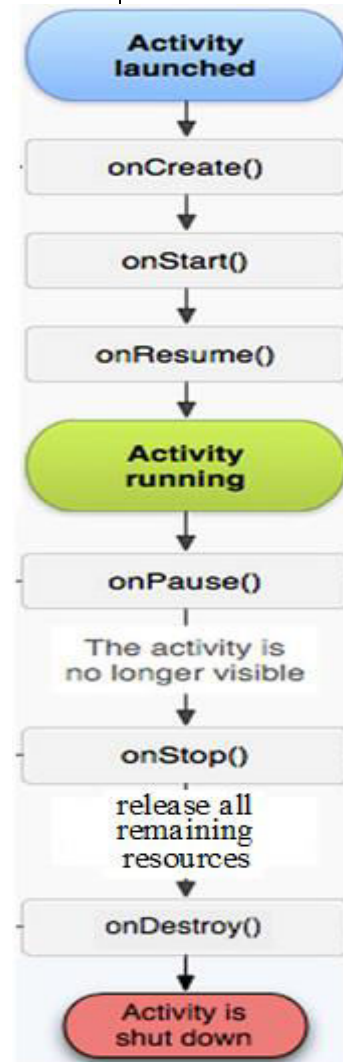 Activity
launched
onCreate()
onStart()
onResume()
Activity
running
onPause()
The activity is
no longer visible
onStop()
release all
remaining
resources
onDestroy()
Activity is
shut down